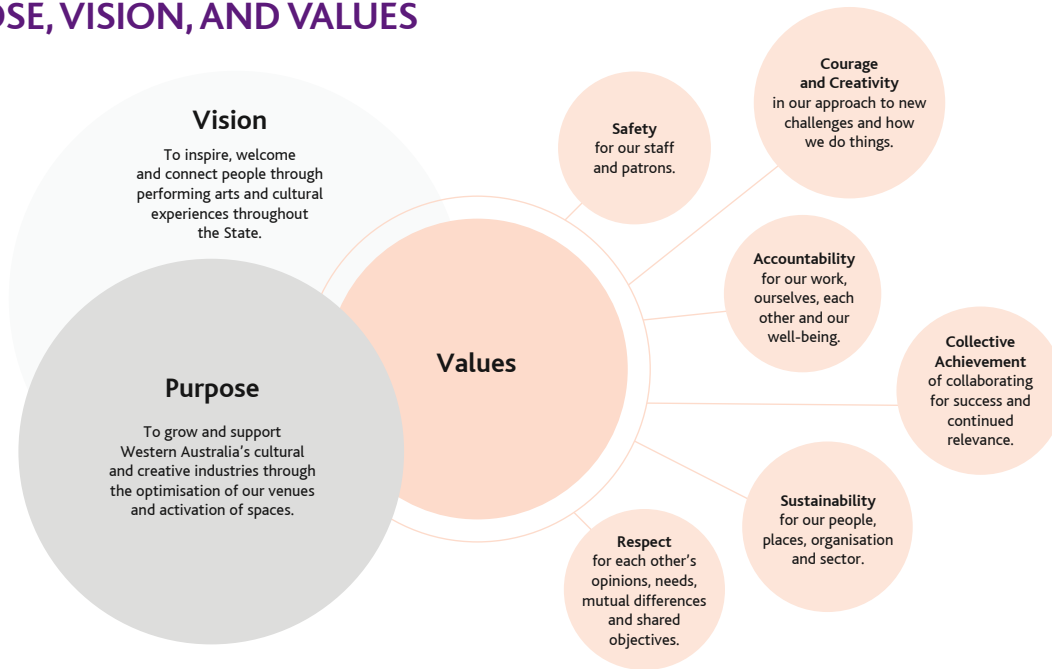 OSE, VISION, AND VALUES
Vision
To inspire, welcome
and connect people through
performing arts and cultural
experiences throughout
the State.
Purpose
To grow and support
Western Australia's cultural
and creative industries through
the optimisation of our venues
and activation of spaces.
Values
Safety
for our staff
and patrons.
Courage
and Creativity
in our approach to new
challenges and how
we do things.
Accountability
for our work,
ourselves, each
other and our
well-being.
Collective
Achievement
of collaborating
for success and
continued
relevance.
Sustainability
for our people,
places, organisation
and sector.
Respect
for each other's
opinions, needs,
mutual differences
and shared
objectives.